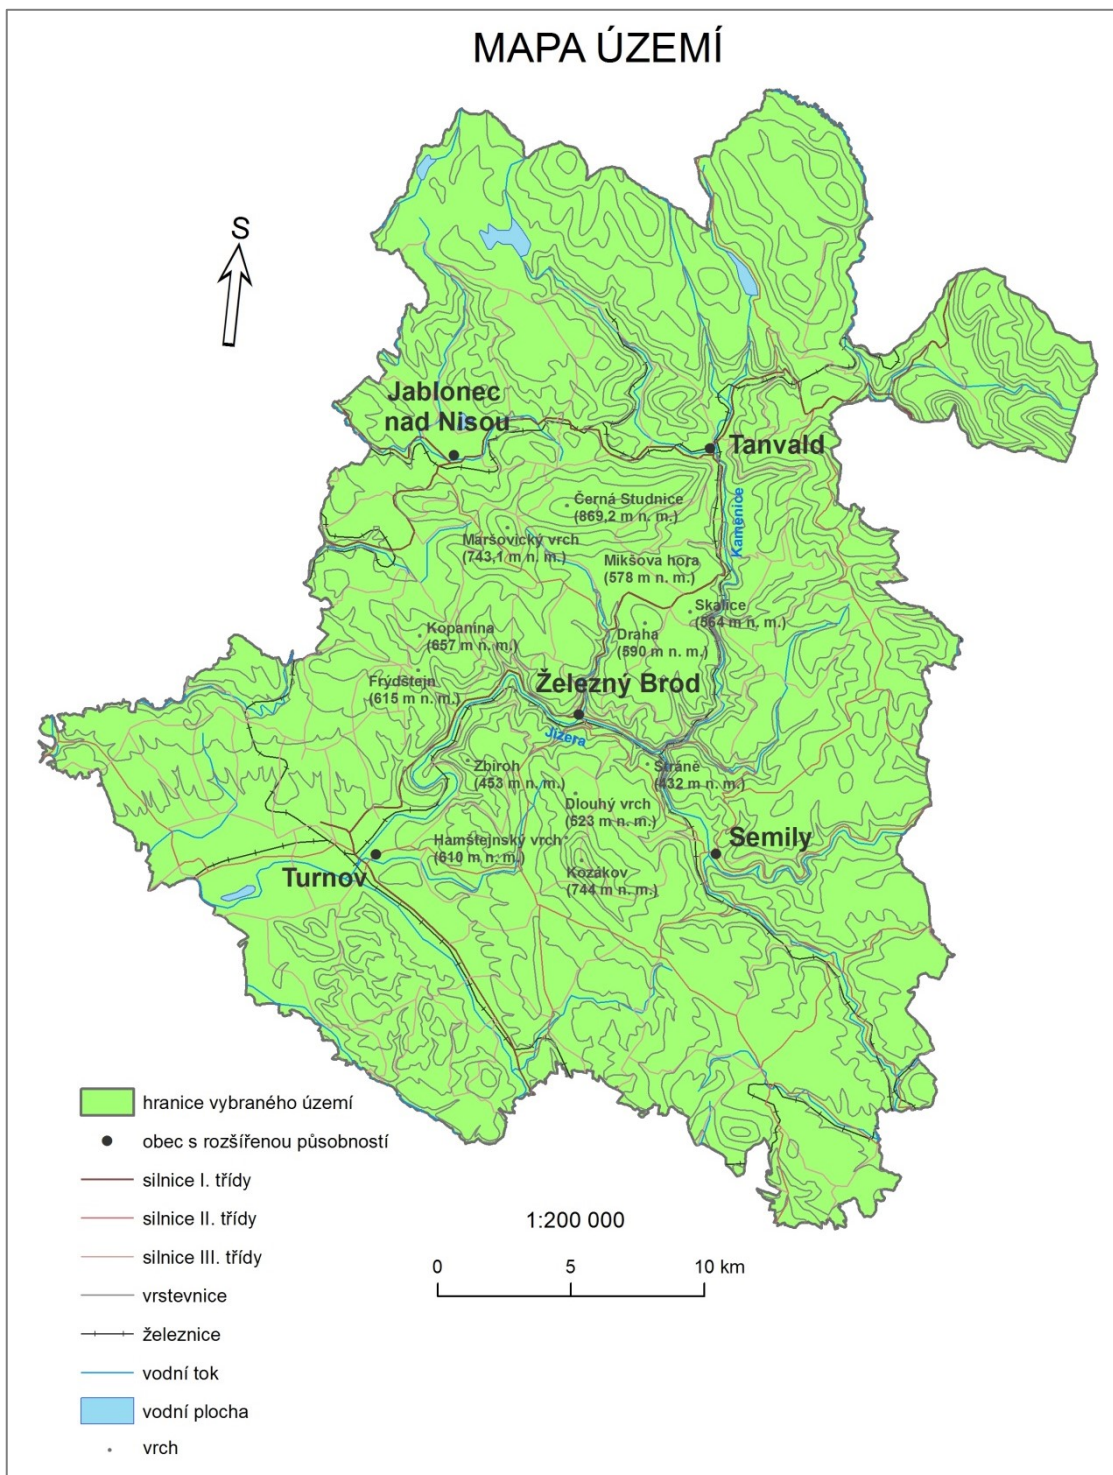 MAPA ÚZEMÍ
S
Jablonec
nad Nisou
Tanvald
Černá Studnice
(869,2 m n. m.)
Kamenice
Maršovický vrch
(743,1 m n. m.)
Mikšova hora
(578 m n. m.)
Skalice
(564 m n. m.)
Kopanina
(657 m n. m.)
Draha
(590 m n. m.)
Frýdštejn
(615 m n. m.)
Železný Brod
Jizera
Zbiroh
(453 m n. m.)
Stráně
(432 m n. m.)
Dlouhý vrch
(523 m n. m.)
Hamštejnský vrch
(610 m n. m.)
Semily
Kozákov
(744 m n. m.)
Turnov
hranice vybraného území
obec s rozšířenou působností
silnice I. třídy
silnice II. třídy
silnice III. třídy
vrstevnice
železnice
vodní tok
vodní plocha
vrch
1:200 000
0 5 10 km